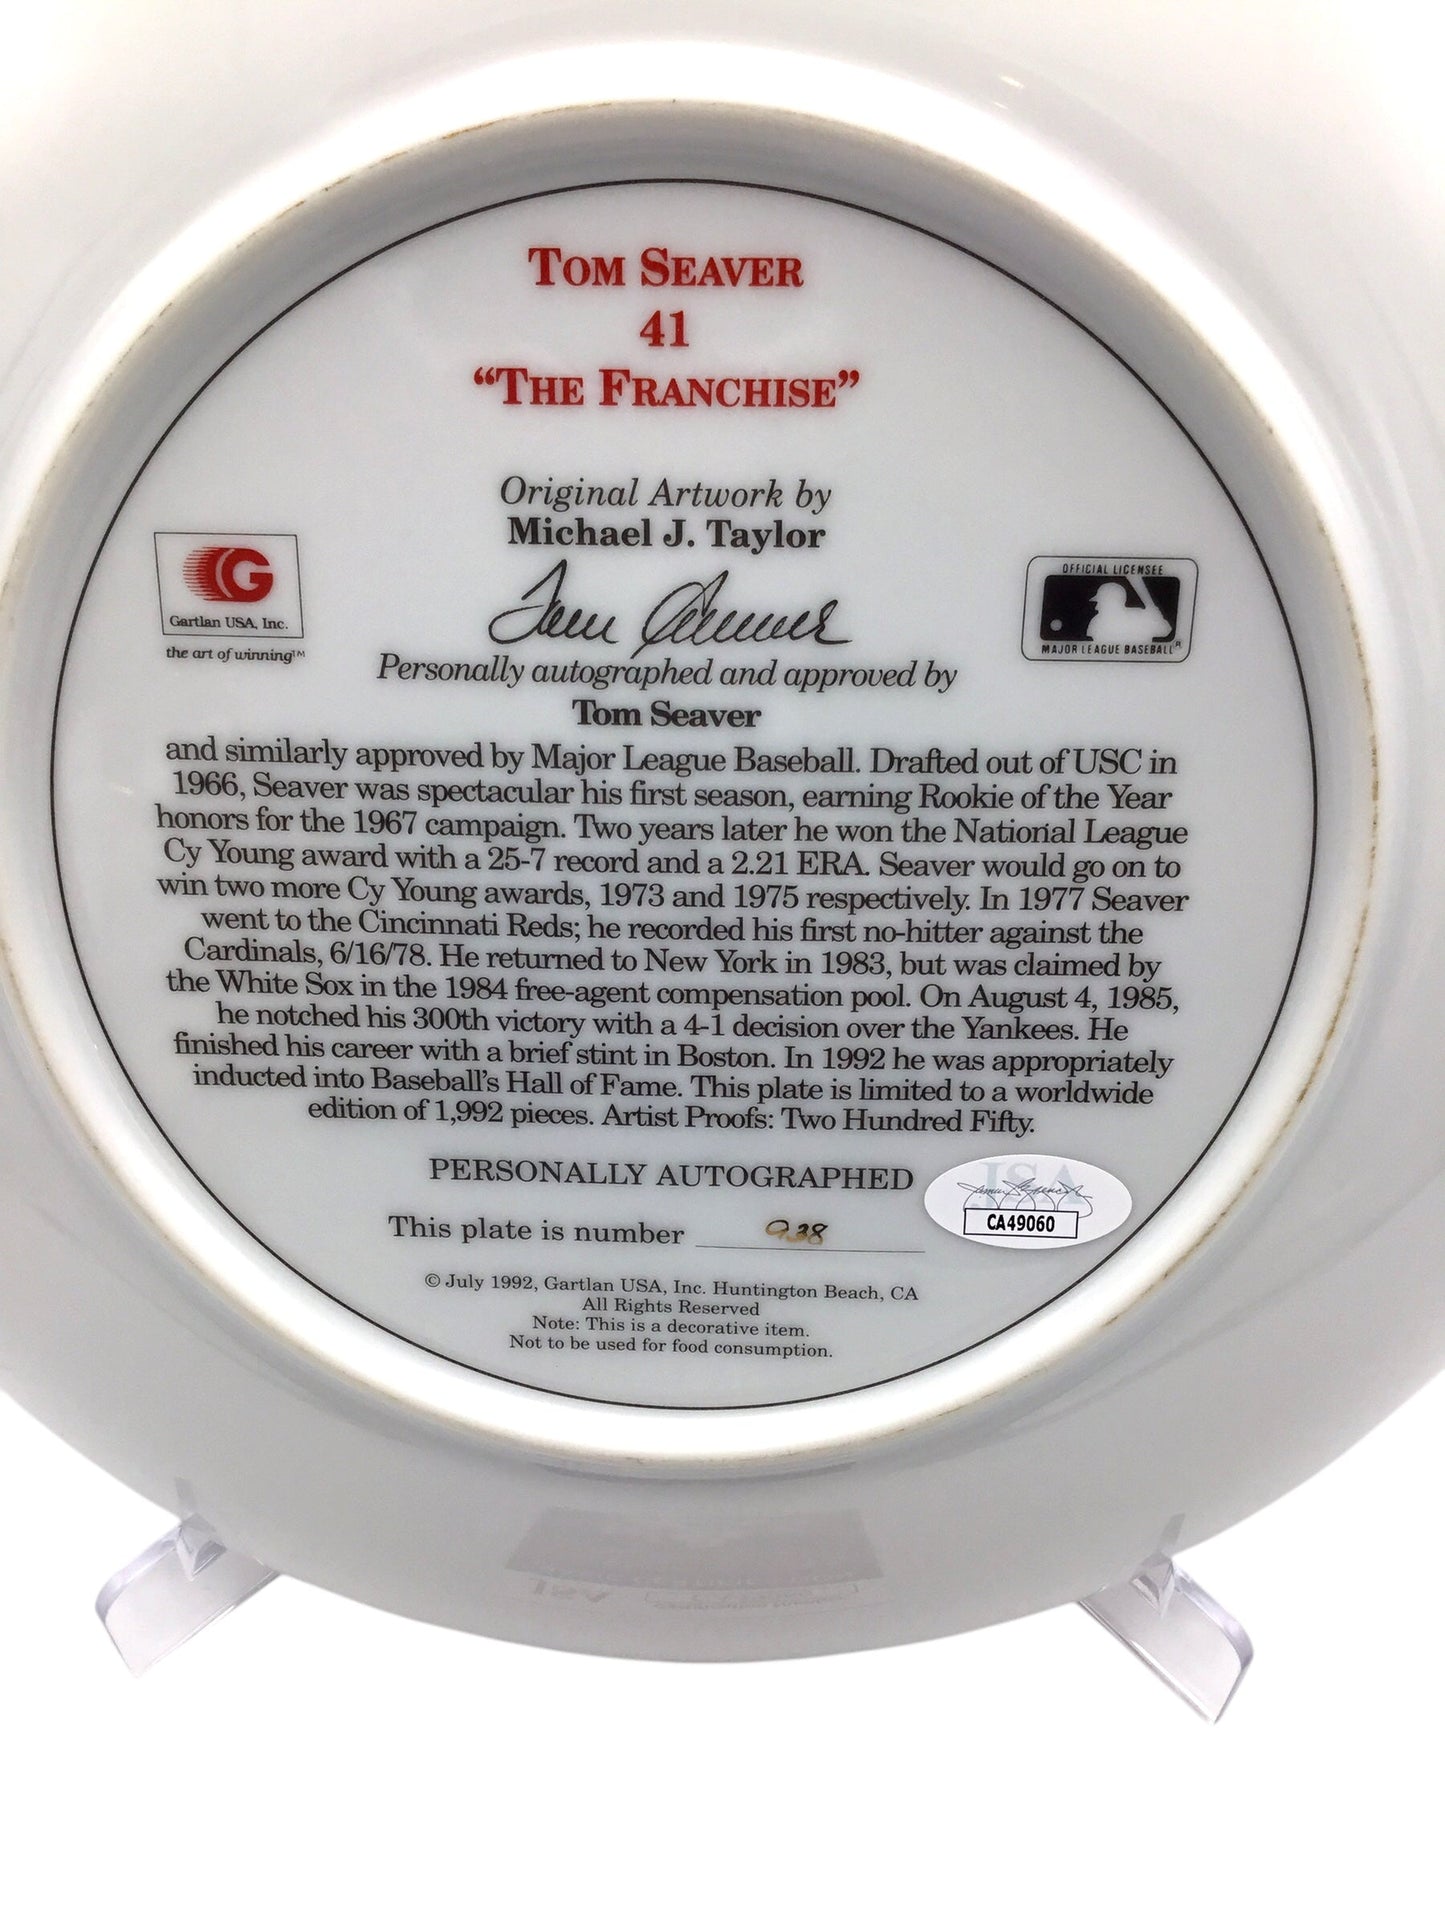 TOM SEAVER
41
“THE FRANCHISE”
Original Artwork by
Michael J. Taylor
Gartlan USA, Inc.
the art of winning™
OFFICIAL LICENSEE
MAJOR LEAGUE BASEBALL®
Tom Seaver
Personally autographed and approved by
Tom Seaver
and similarly approved by Major League Baseball. Drafted out of USC in
1966, Seaver was spectacular his first season, earning Rookie of the Year
honors for the 1967 campaign. Two years later he won the National League
Cy Young award with a 25-7 record and a 2.21 ERA. Seaver would go on to
win two more Cy Young awards, 1973 and 1975 respectively. In 1977 Seaver
went to the Cincinnati Reds; he recorded his first no-hitter against the
Cardinals, 6/16/78. He returned to New York in 1983, but was claimed by
the White Sox in the 1984 free-agent compensation pool. On August 4, 1985,
he notched his 300th victory with a 4-1 decision over the Yankees. He
finished his career with a brief stint in Boston. In 1992 he was appropriately
inducted into Baseball's Hall of Fame. This plate is limited to a worldwide
edition of 1,992 pieces. Artist Proofs: Two Hundred Fifty.
PERSONALLY AUTOGRAPHED
JSA
CA49060
This plate is number 938
© July 1992, Gartlan USA, Inc. Huntington Beach, CA
All Rights Reserved
Note: This is a decorative item.
Not to be used for food consumption.